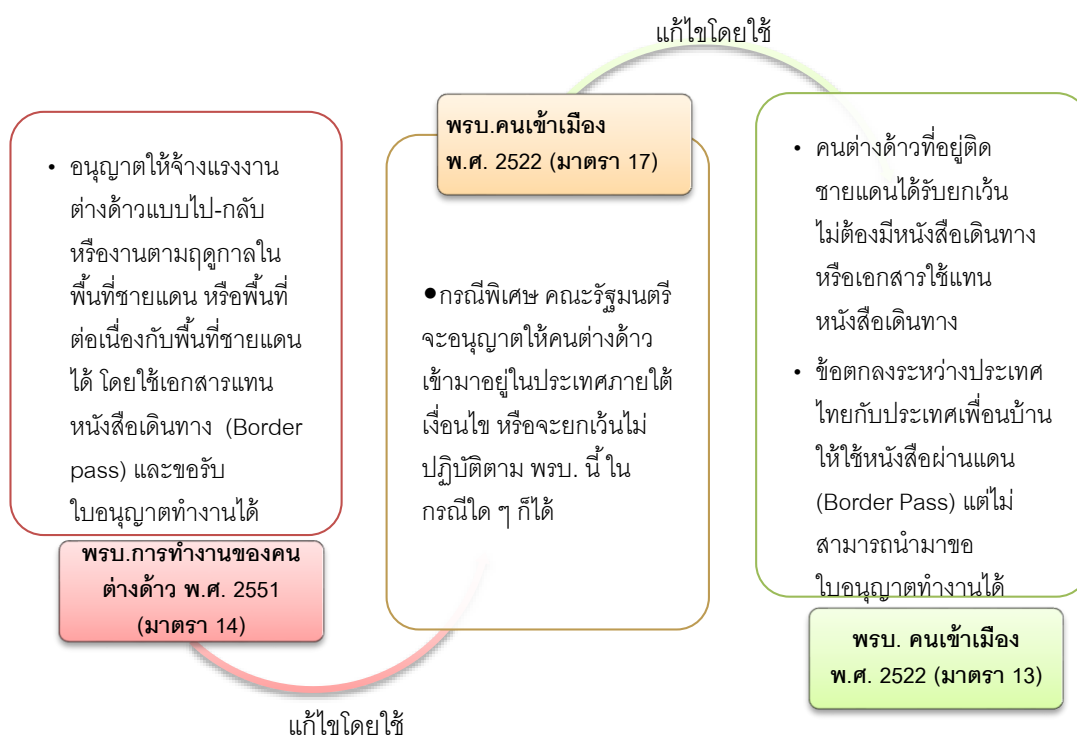 แก้ไขโดยใช้
• อนุญาตให้จ้างแรงงาน
ต่างด้าวแบบไป-กลับ
หรืองานตามฤดูกาลใน
พื้นที่ชายแดน หรือพื้นที่
ต่อเนื่องกับพื้นที่ชายแดน
ได้ โดยใช้เอกสารแทน
หนังสือเดินทาง (Border
pass) และขอรับ
ใบอนุญาตทำงานได้
พรบ.การทำงานของคน
ต่างด้าว พ.ศ. 2551
(มาตรา 14)
พรบ.คนเข้าเมือง
พ.ศ. 2522 (มาตรา 17)
●กรณีพิเศษ คณะรัฐมนตรี
จะอนุญาตให้คนต่างด้าว
เข้ามาอยู่ในประเทศภายใต้
เงื่อนไข หรือจะยกเว้นไม่
ปฏิบัติตาม พรบ. นี้ ใน
กรณีใด ๆ ก็ได้
• คนต่างด้าวที่อยู่ติด
ชายแดนได้รับยกเว้น
ไม่ต้องมีหนังสือเดินทาง
หรือเอกสารใช้แทน
หนังสือเดินทาง
• ข้อตกลงระหว่างประเทศ
ไทยกับประเทศเพื่อนบ้าน
ให้ใช้หนังสือผ่านแดน
(Border Pass) แต่ไม่
สามารถนำมาขอ
ใบอนุญาตทำงานได้
พรบ. คนเข้าเมือง
พ.ศ. 2522 (มาตรา 13)
แก้ไขโดยใช้